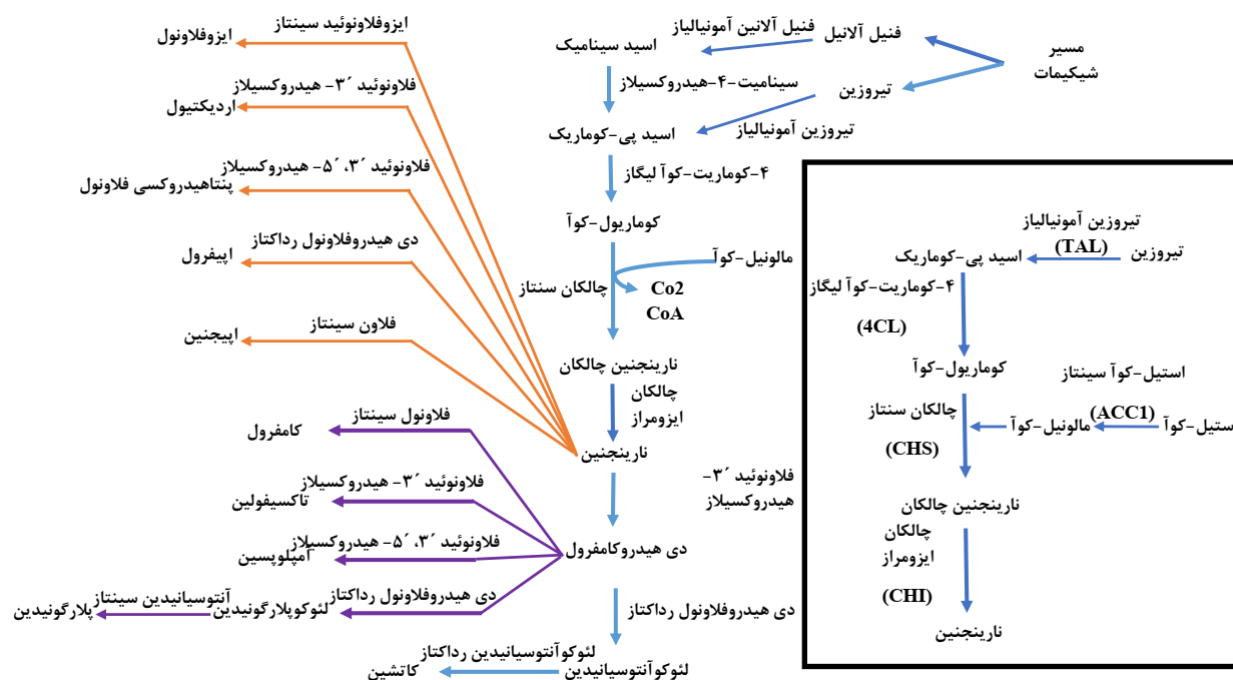 مسیر
شیکیمات
فنیل آلانیل
فنیل آلانین آمونیالیاز
اسید سینامیک
تیروزین
سینامیت-۴-هیدروکسیلاز
تیروزین آمونیالیاز
اسید پی-کوماریک
۴-کوماریت-کوآ لیگاز
کوماریول-کوآ
مالونیل-کوآ
چالکان سنتاز
Co2
CoA
نارینجنین چالکان
چالکان
ایزومراز
نارینجنین
فلاونوئید ۳′-
هیدروکسیلاز
دی هیدروکامفرول
دی هیدروفلاونول رداکتاز
لئوکوآنتوسیانیدین
لئوکوآنتوسیانیدین رداکتاز
کاتشین
ایزوفلاونوئید سینتاز
ایزوفلاونول
فلاونوئید ۳′- هیدروکسیلاز
اردیکتیول
فلاونوئید ۳′، ۵′- هیدروکسیلاز
پنتاهیدروکسی فلاونول
دی هیدروفلاونول رداکتاز
اپیفرول
فلاون سینتاز
اپیجنین
فلاونول سینتاز
کامفرول
فلاونوئید ۳′- هیدروکسیلاز
تاکسیفولین
فلاونوئید ۳′، ۵′- هیدروکسیلاز
آمپلوپسین
دی هیدروفلاونول رداکتاز
لئوکوپلارگونیدین
آنتوسیانیدین سینتاز
پلارگونیدین
تیروزین آمونیالیاز
(TAL)
تیروزین
اسید پی-کوماریک
۴-کوماریت-کوآ لیگاز
(4CL)
کوماریول-کوآ
استیل-کوآ سینتاز
(ACC1)
ستیل-کوآ
مالونیل-کوآ
چالکان سنتاز
(CHS)
نارینجنین چالکان
چالکان
ایزومراز
(CHI)
نارینجنین